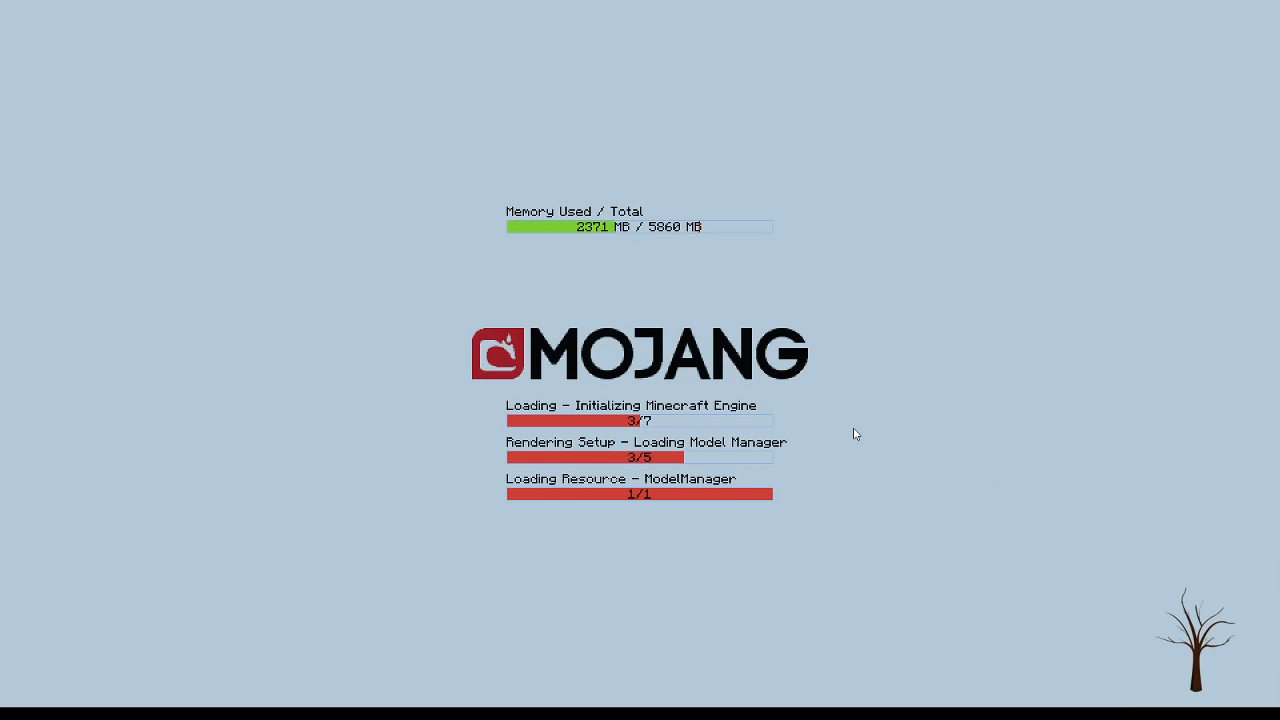 Memory Used / Total
2371 MB / 5860 MB
MOJANG
Loading - Initializing Minecraft Engine
3/7
Rendering Setup - Loading Model Manager
3/5
Loading Resource - ModelManager
1/1